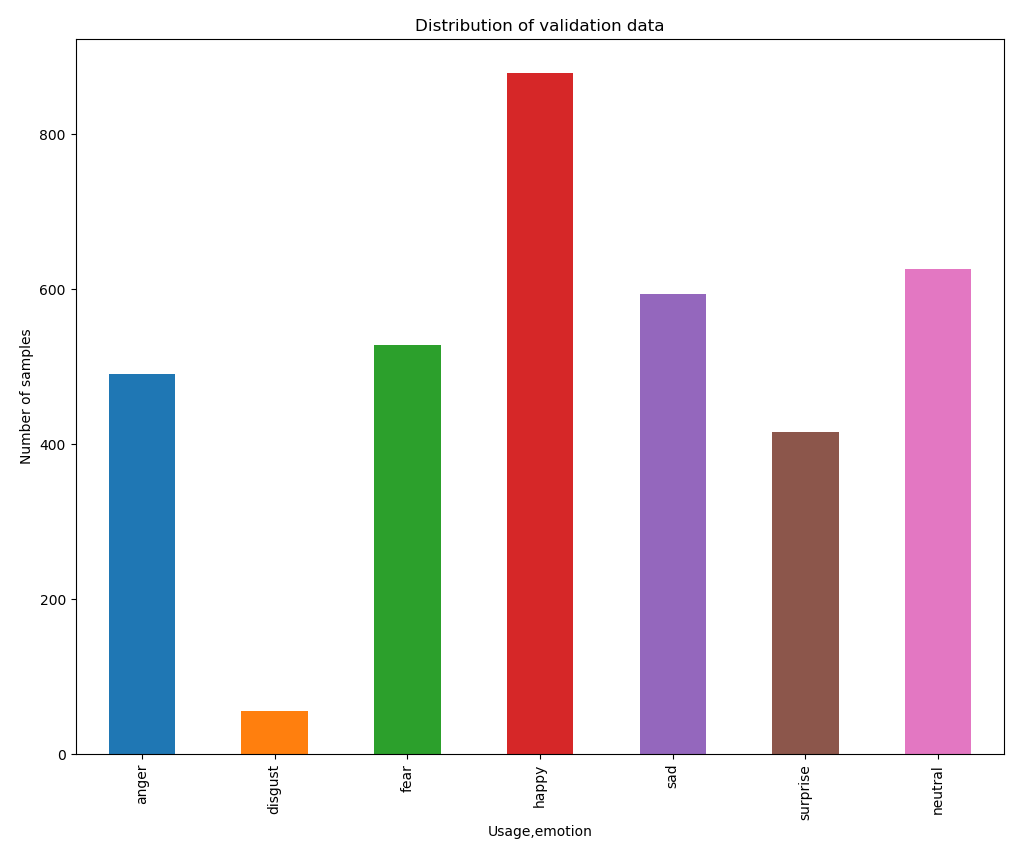 Distribution of validation data
Number of samples
800
600
400
200
0
anger
disgust
fear
happy
sad
surprise
neutral
Usage,emotion